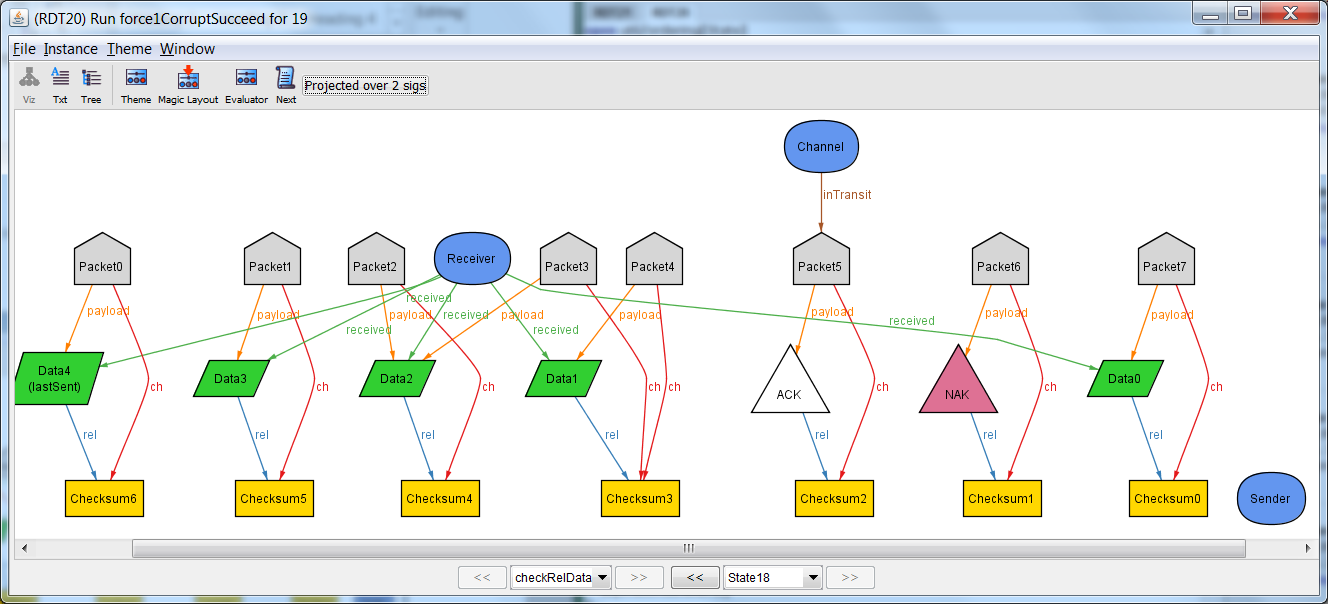 (RDT20) Run force1CorruptSucceed for 19
File Instance Theme Window
Viz Txt Tree Theme Magic Layout Evaluator Next Projected over 2 sigs
Channel
inTransit
Packet0 Packet1 Packet2 Receiver Packet3 Packet4 Packet5 Packet6 Packet7
received
payload payload payload received payload payload payload payload payload
received received received
Data4
(lastSent)
Data3 Data2 Data1 ACK NAK Data0
ch ch ch ch ch ch ch ch
rel rel rel rel rel rel rel
Checksum6 Checksum5 Checksum4 Checksum3 Checksum2 Checksum1 Checksum0 Sender
<< checkRelData >> << State18 >>